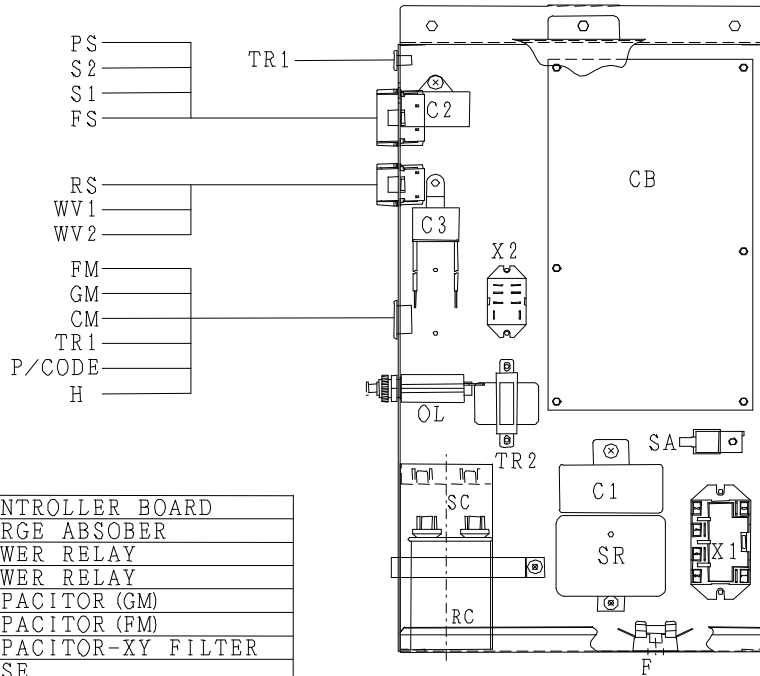 PS
S2
S1
FS
TR1
C2
RS
WV1
WV2
C3
CB
X2
FM
GM
CM
TR1
P/CODE
H
OL
TR2
SA
C1
SC
SR
X1
RC
F
NTROLLER BOARD
RGE ABSOBER
WER RELAY
WER RELAY
PACITOR (GM)
PACITOR (FM)
PACITOR-XY FILTER
SE